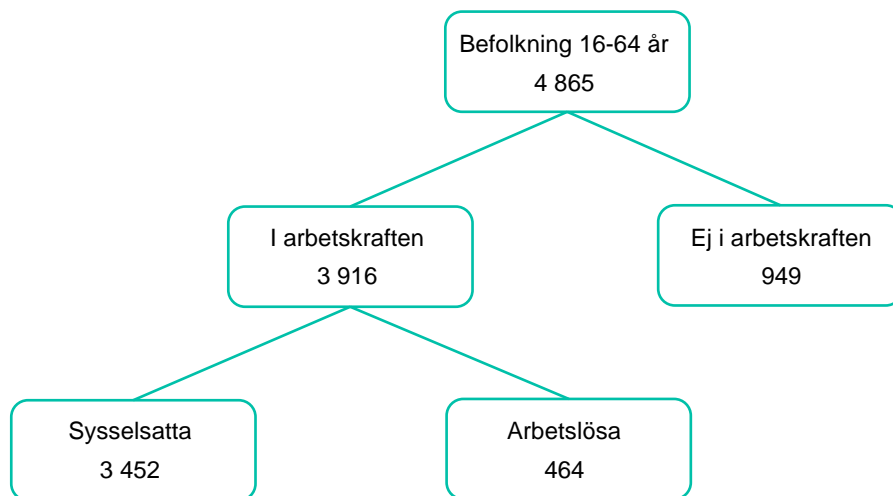 Befolkning 16-64 år
4 865
I arbetskraften
3 916
Ej i arbetskraften
949
Sysselsatta
3 452
Arbetslösa
464